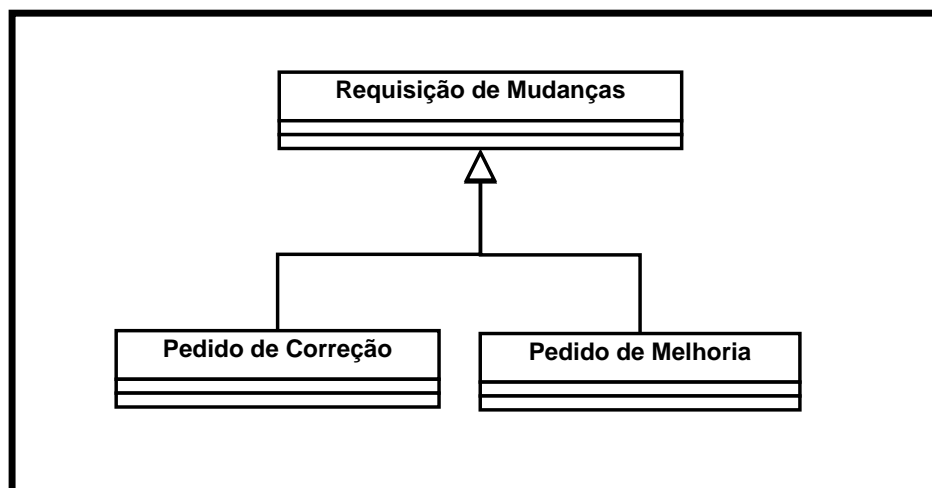 Requisição de Mudanças
Pedido de Correção
Pedido de Melhoria